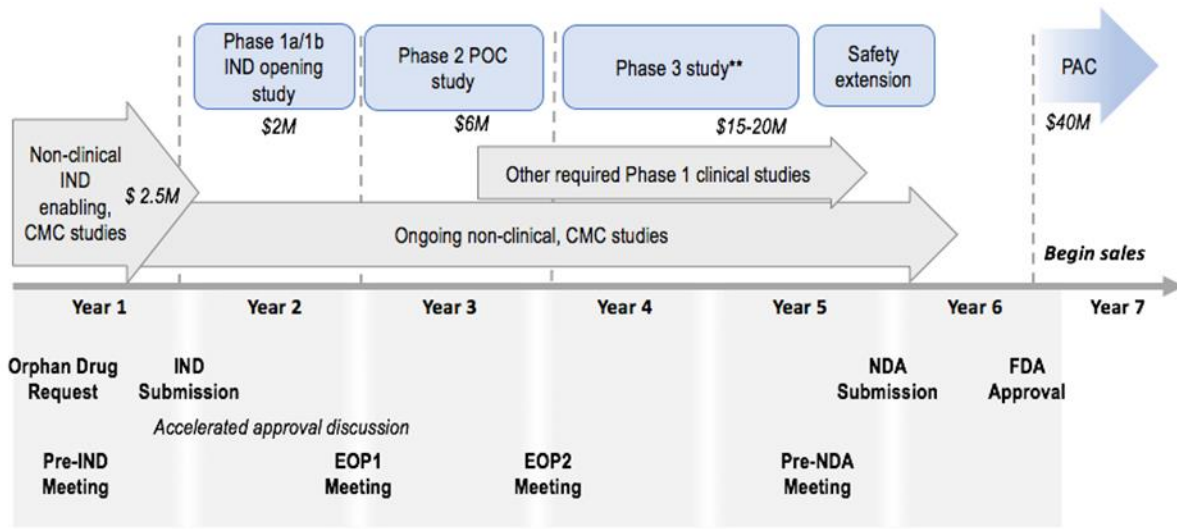 Phase 1a/1b
IND opening
study
$2M
Phase 2 POC
study
$6M
Phase 3 study**
$15-20M
Safety
extension
PAC
$40M
Non-clinical
IND
enabling,
CMC studies
$ 2.5M
Other required Phase 1 clinical studies
Ongoing non-clinical, CMC studies
Begin sales
Year 1
Year 2
Year 3
Year 4
Year 5
Year 6
Year 7
Orphan Drug
Request
IND
Submission
NDA
Submission
FDA
Approval
Accelerated approval discussion
Pre-IND
Meeting
EOP1
Meeting
EOP2
Meeting
Pre-NDA
Meeting